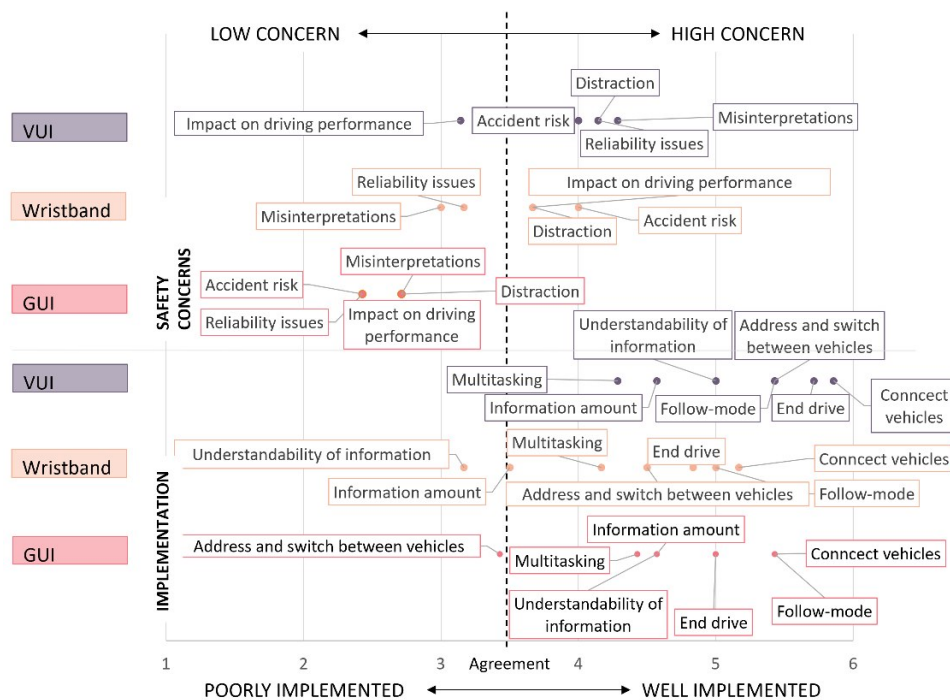 LOW CONCERN
HIGH CONCERN
Distraction
VUI
Impact on driving performance
Accident risk
Misinterpretations
Reliability issues
Reliability issues
Impact on driving performance
Wristband
Misinterpretations
Accident risk
Distraction
SAFETY
CONCERNS
Misinterpretations
Accident risk
Distraction
GUI
Reliability issues
Impact on driving
performance
Understandability of
information
Address and switch
between vehicles
VUI
Multitasking
Information amount
Follow-mode
End drive
Conncect
vehicles
Multitasking
End drive
Understandability of information
Conncect vehicles
Wristband
Information amount
Address and switch between vehicles
Follow-mode
IMPLEMENTATION
Information amount
GUI
Address and switch between vehicles
Multitasking
Conncect vehicles
Understandability of
information
End drive
Follow-mode
1 2 3 Agreement 4 5 6
POORLY IMPLEMENTED
WELL IMPLEMENTED